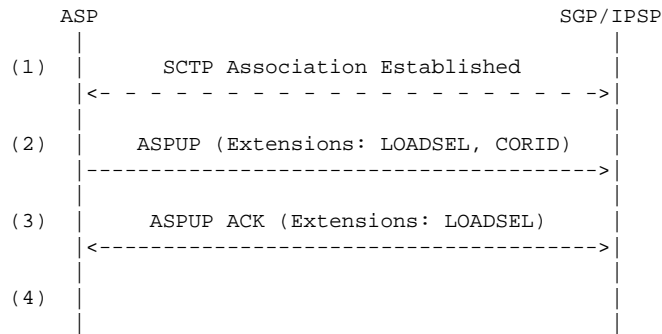 ASP SGP/IPSP
(1) SCTP Association Established
(2) ASPUP (Extensions: LOADSEL, CORID)
(3) ASPUP ACK (Extensions: LOADSEL)
(4)